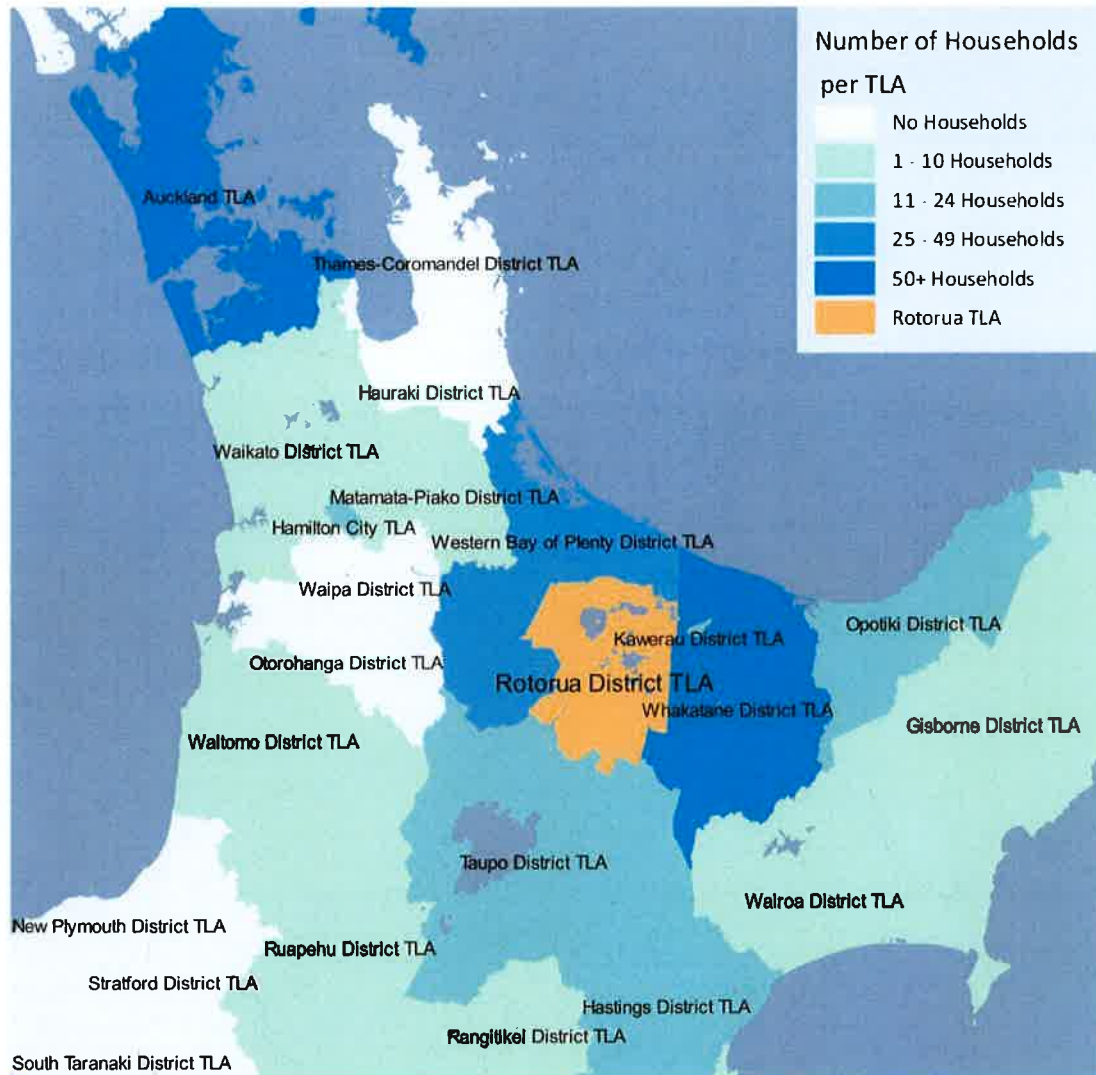 Number of Households
per TLA
No Households
1 - 10 Households
11 - 24 Households
25 - 49 Households
50+ Households
Rotorua TLA
Auckland TLA
Thames-Coromandel District TLA
Hauraki District TLA
Waikato District TLA
Matamata-Piako District TLA
Hamilton City TLA
Western Bay of Plenty District TLA
Waipa District TLA
Kawerau District TLA
Opotiki District TLA
Otorohanga District TLA
Rotorua District TLA
Whakatane District TLA
Gisborne District TLA
Waitomo District TLA
Taupo District TLA
Wairoa District TLA
New Plymouth District TLA
Ruapehu District TLA
Stratford District TLA
Hastings District TLA
Rangitikei District TLA
South Taranaki District TLA